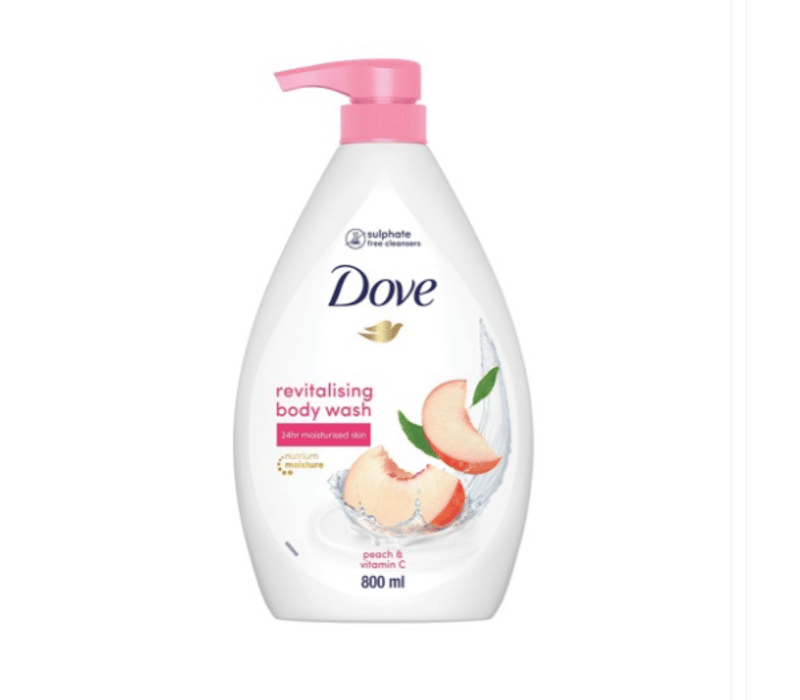 sulphate
free cleansers
Dove
revitalising
body wash
24hr moisturised skin
nutrium
moisture
peach &
vitamin C
800 ml